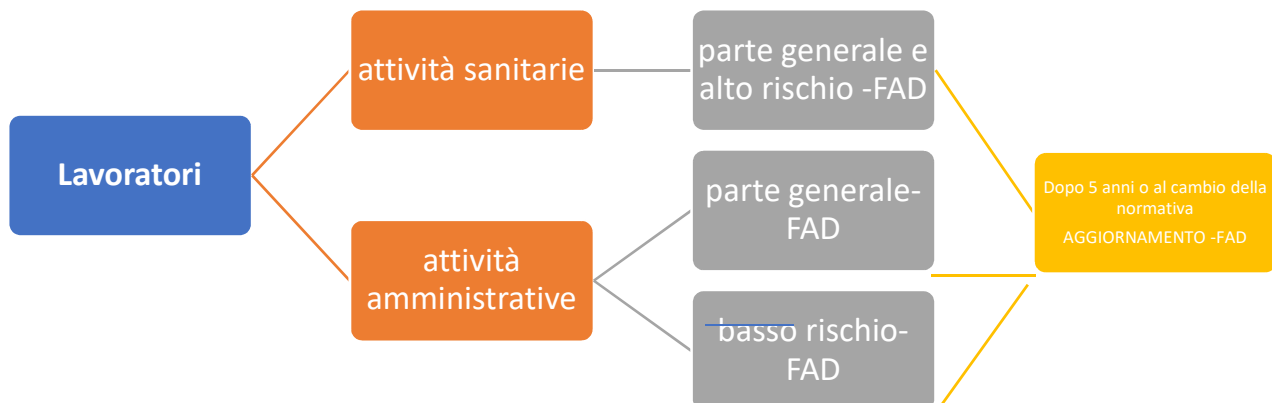 Lavoratori
attività sanitarie
attività
amministrative
parte generale e
alto rischio -FAD
parte generale-
FAD
basso rischio-
FAD
Dopo 5 anni o al cambio della
normativa
AGGIORNAMENTO -FAD